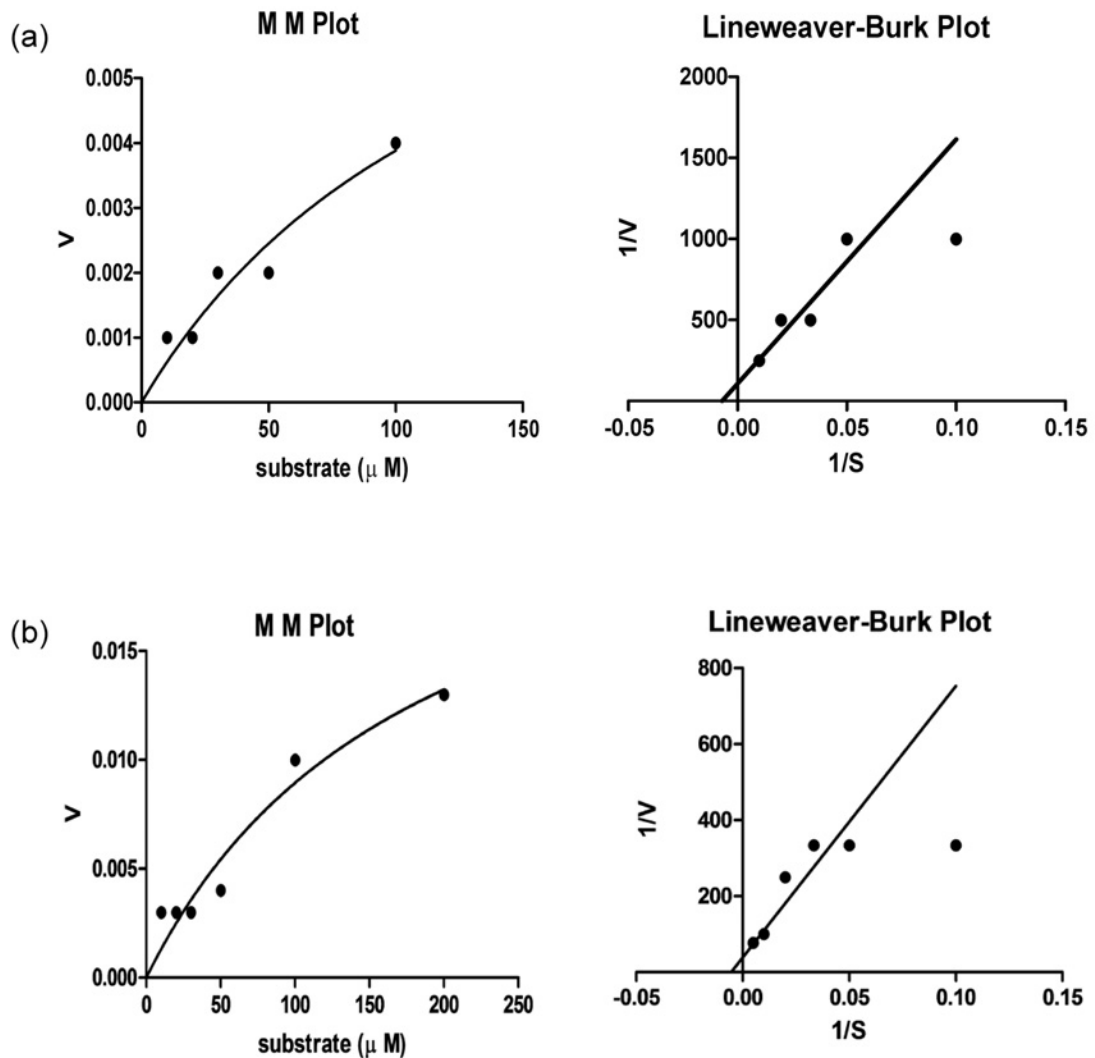 (a)
M M Plot
0.005
0.004
0.003
0.002
0.001
0.000
V
0 50 100 150
substrate (μ M)
Lineweaver-Burk Plot
2000
1500
1000
500
1/V
-0.05 0.00 0.05 0.10 0.15
1/S
(b)
M M Plot
0.015
0.010
0.005
0.000
V
0 50 100 150 200 250
substrate (μ M)
Lineweaver-Burk Plot
800
600
400
200
1/V
-0.05 0.00 0.05 0.10 0.15
1/S